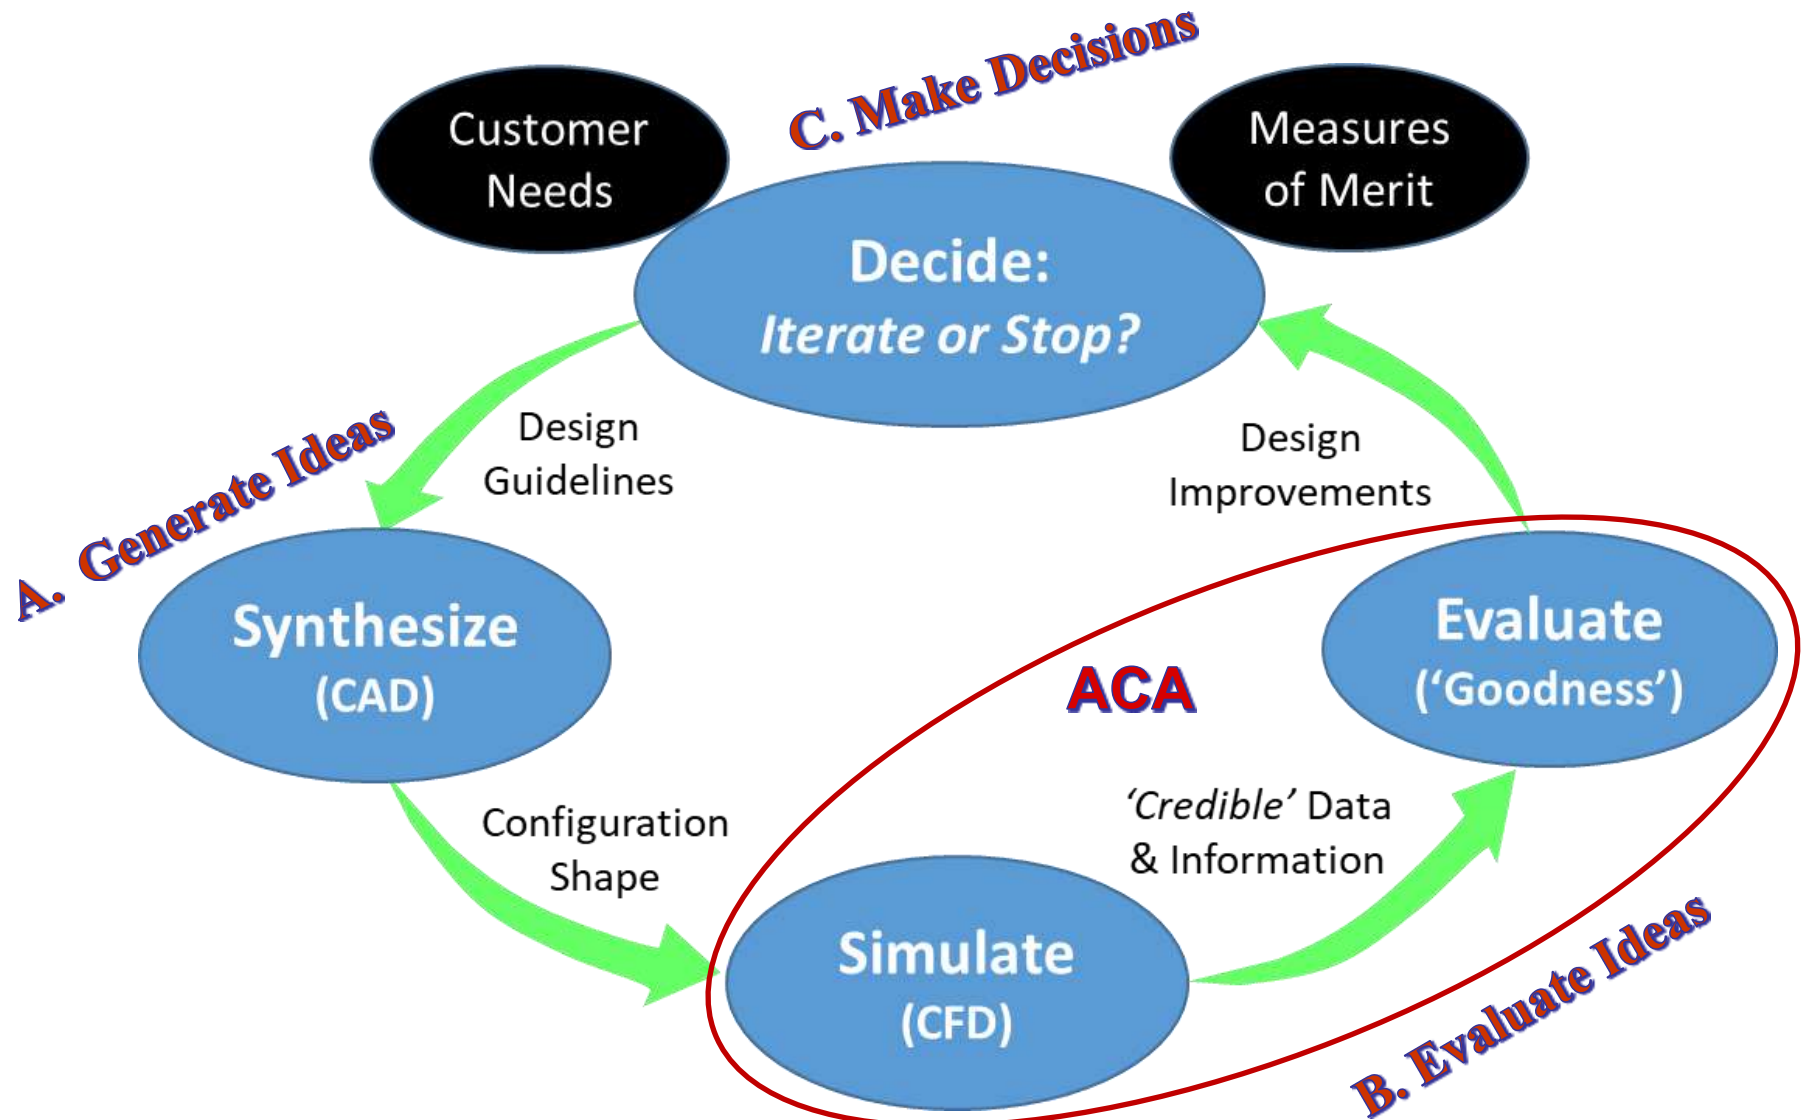 C. Make Decisions
Customer
Needs
Measures
of Merit
Decide:
Iterate or Stop?
A. Generate Ideas
Design
Guidelines
Design
Improvements
Synthesize
(CAD)
Evaluate
(‘Goodness’)
ACA
Configuration
Shape
‘Credible’ Data
& Information
Simulate
(CFD)
B. Evaluate Ideas